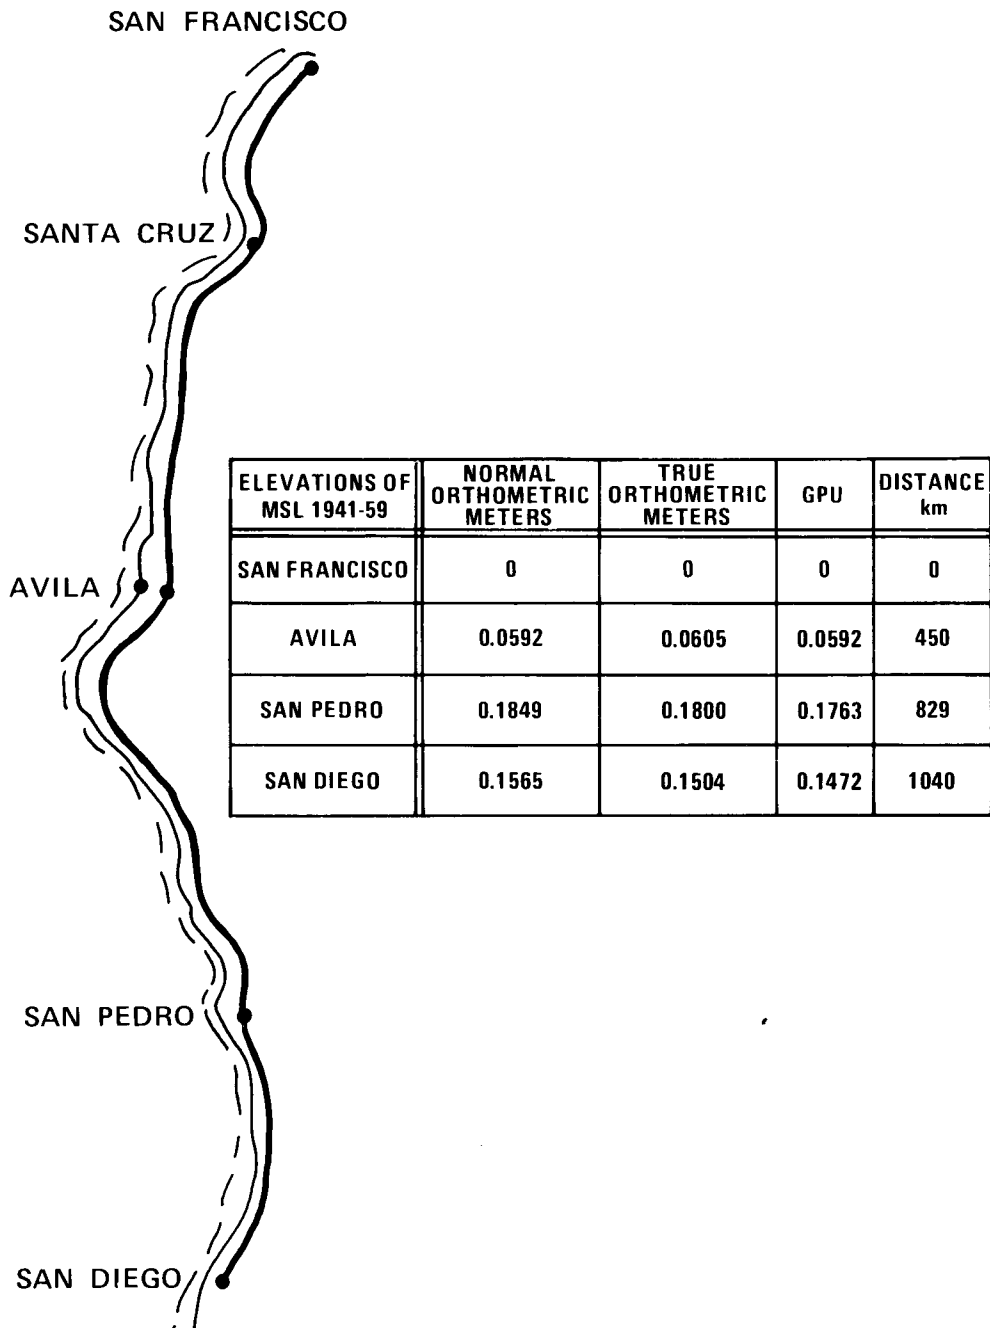 SAN FRANCISCO
SANTA CRUZ
AVILA
SAN PEDRO
SAN DIEGO
ELEVATIONS OF MSL 1941-59 NORMAL ORTHOMETRIC METERS TRUE ORTHOMETRIC METERS GPU DISTANCE km
SAN FRANCISCO 0 0 0 0
AVILA 0.0592 0.0605 0.0592 450
SAN PEDRO 0.1849 0.1800 0.1763 829
SAN DIEGO 0.1565 0.1504 0.1472 1040